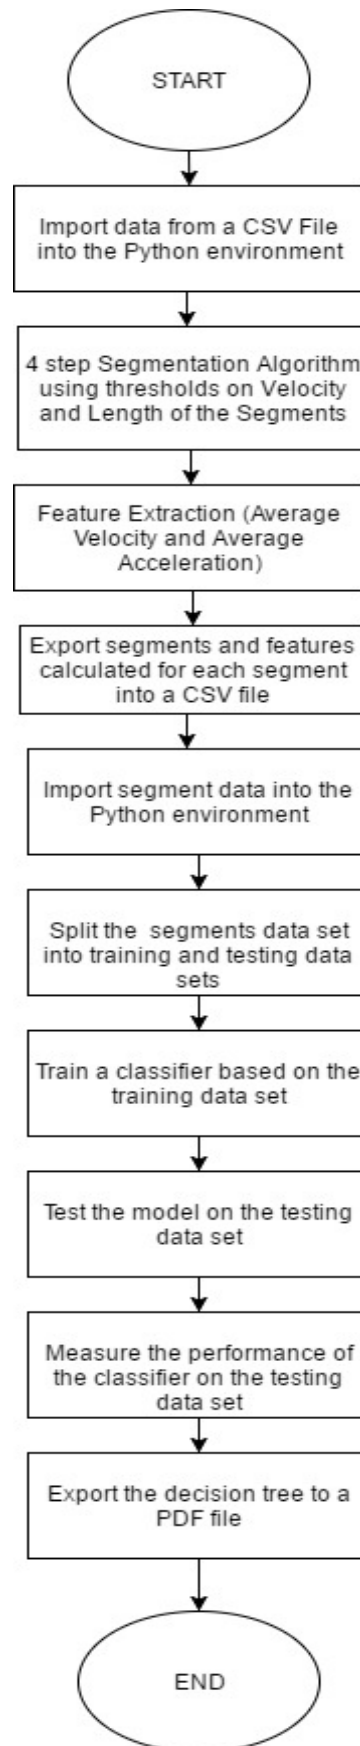 START
Import data from a CSV File
into the Python environment
4 step Segmentation Algorithm
using thresholds on Velocity
and Length of the Segments
Feature Extraction (Average
Velocity and Average
Acceleration)
Export segments and features
calculated for each segment
into a CSV file
Import segment data into the
Python environment
Split the segments data set
into training and testing data
sets
Train a classifier based on the
training data set
Test the model on the testing
data set
Measure the performance of
the classifier on the testing
data set
Export the decision tree to a
PDF file
END